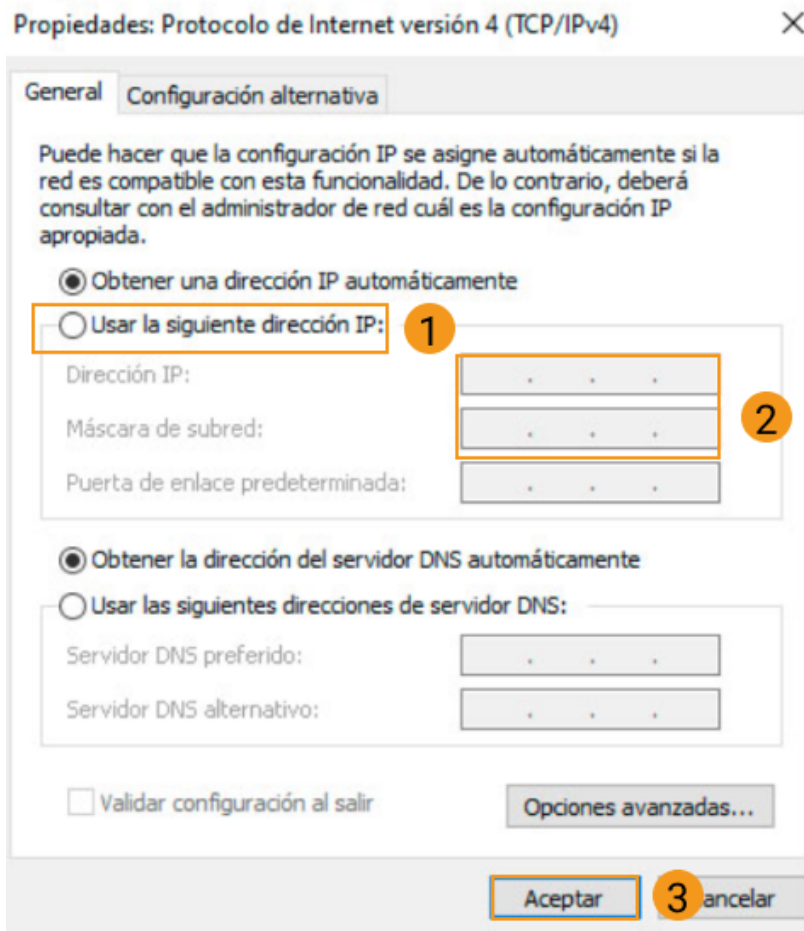 Propiedades: Protocolo de Internet versión 4 (TCP/IPv4)
General
Configuración alternativa
Puede hacer que la configuración IP se asigne automáticamente si la
red es compatible con esta funcionalidad. De lo contrario, deberá
consultar con el administrador de red cuál es la configuración IP
apropiada.
Obtener una dirección IP automáticamente
Usar la siguiente dirección IP:
1
Dirección IP:
Máscara de subred:
2
Puerta de enlace predeterminada:
Obtener la dirección del servidor DNS automáticamente
Usar las siguientes direcciones de servidor DNS:
Servidor DNS preferido:
Servidor DNS alternativo:
Validar configuración al salir
Opciones avanzadas...
Aceptar
3
ancelar